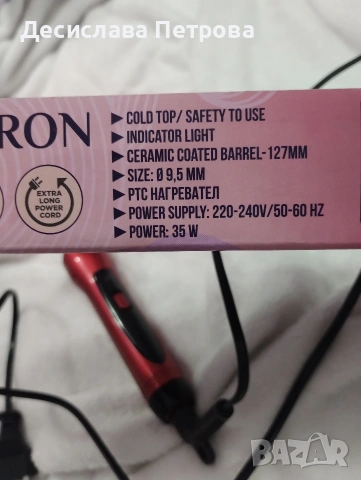 Десислава Петрова
RON
► COLD TOP/ SAFETY TO USE
► INDICATOR LIGHT
► CERAMIC COATED BARREL-127MM
► SIZE: Ø 9,5 MM
► PTC НАГРЕВАТЕЛ
► POWER SUPPLY: 220-240V/50-60 HZ
► POWER: 35 W
EXTRA
LONG
POWER
CORD
BAZAR